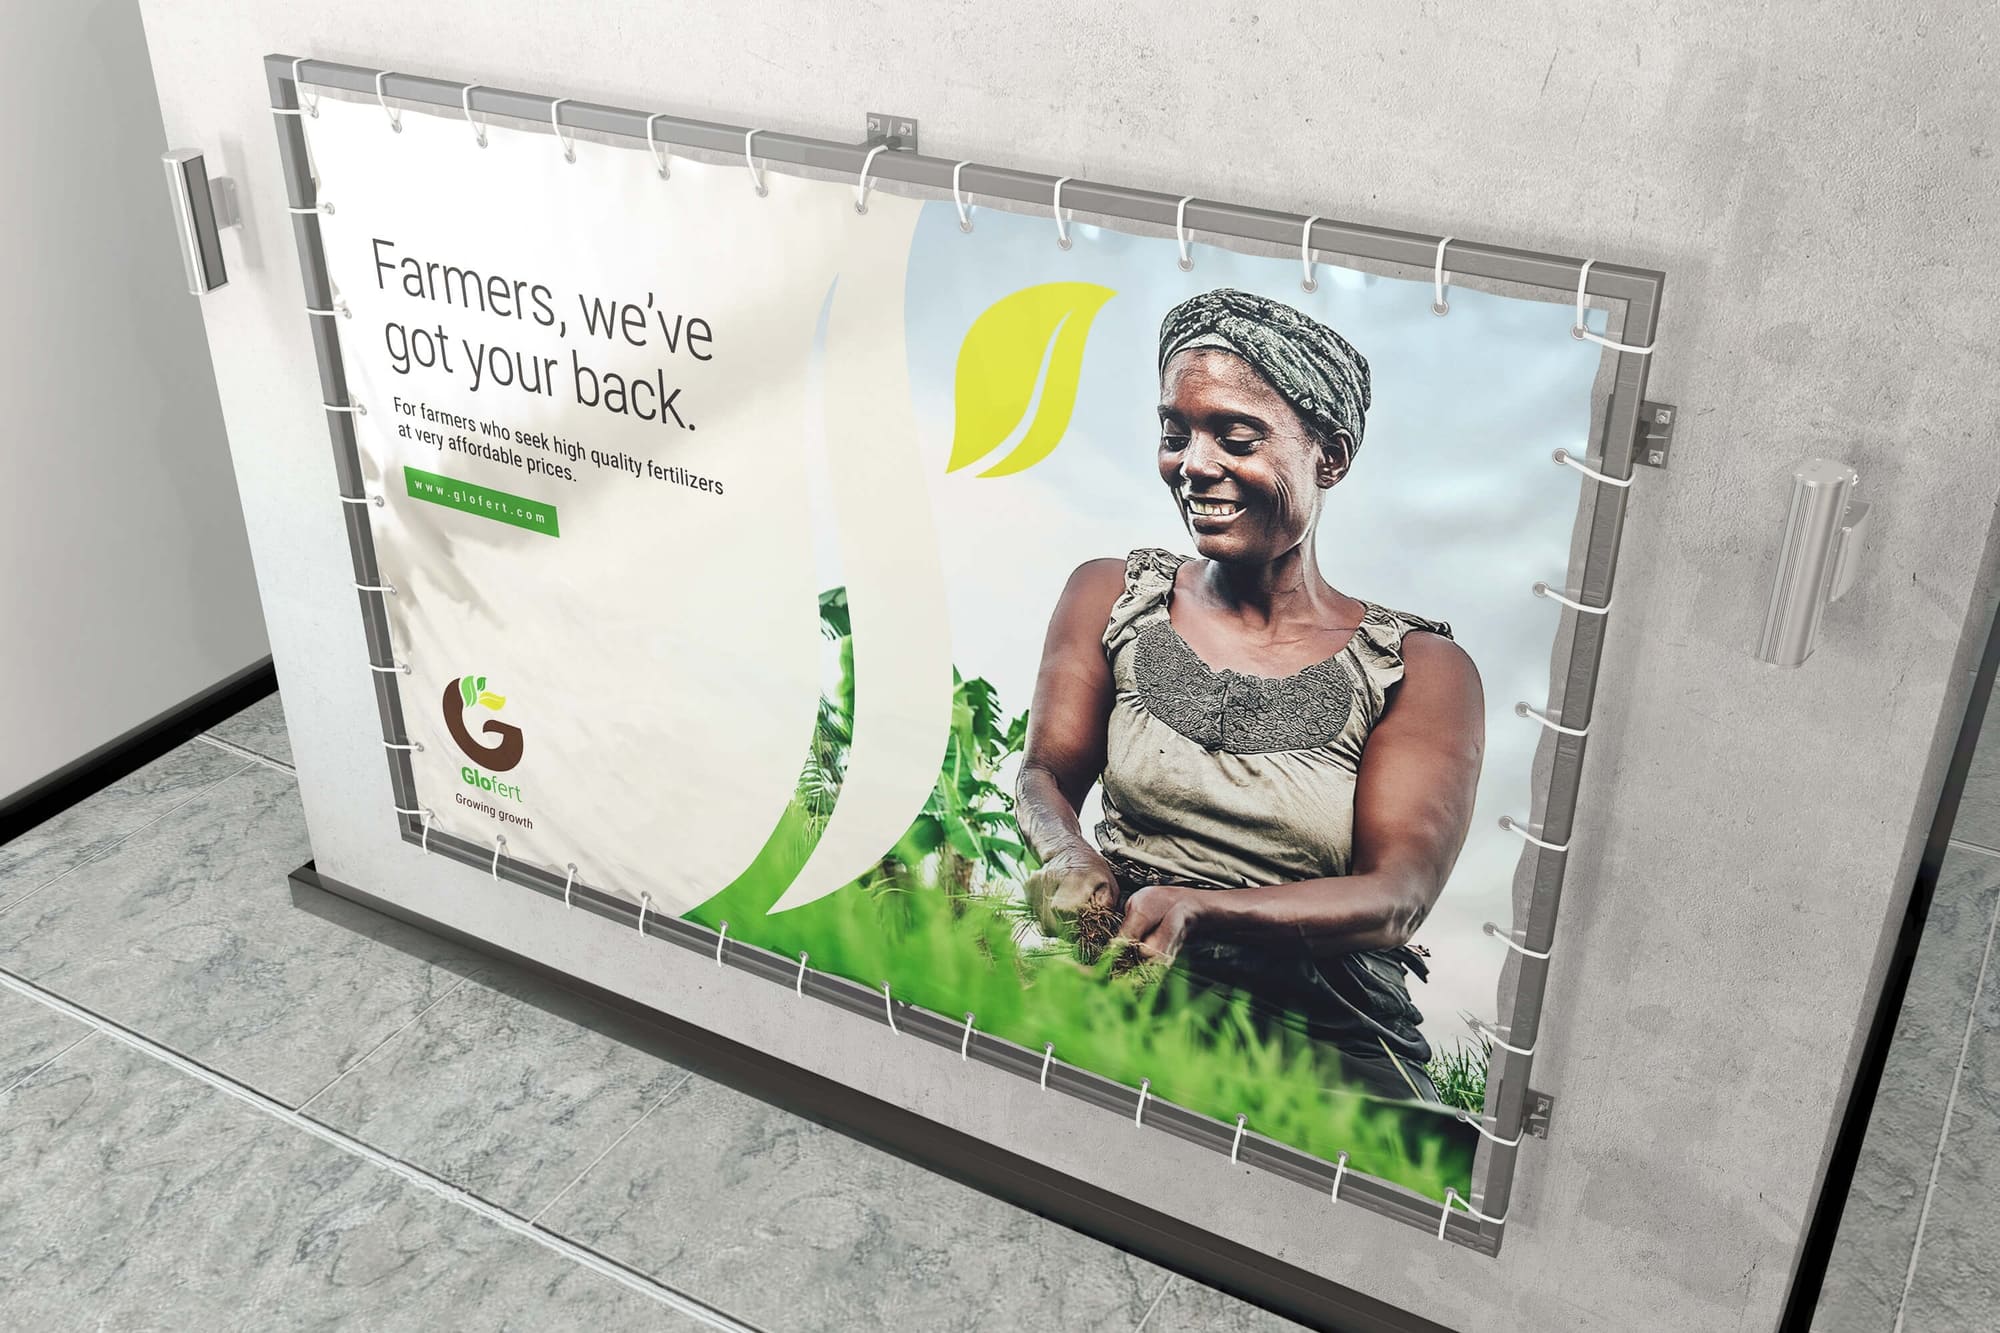 Farmers, we've
got your back.
For farmers who seek high quality fertilizers
at very affordable prices.
www.glofert.com
Glofert
Growing growth